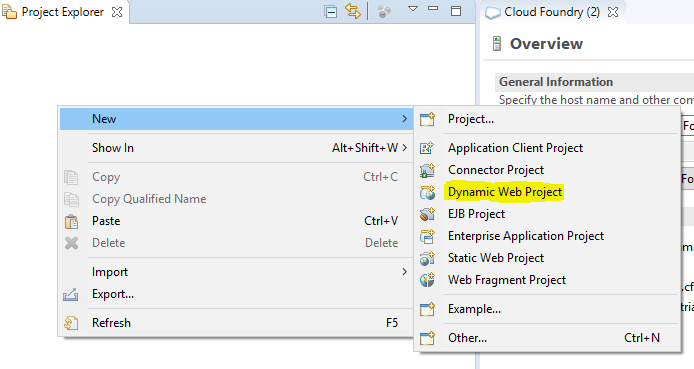 Project Explorer
Cloud Foundry (2)
Overview
General Information
Specify the host name and other com
Fo
Fo
New
Show In Alt+Shift+W
Copy Ctrl+C
Copy Qualified Name
Paste Ctrl+V
Delete Delete
Import
Export...
Refresh F5
Project...
Application Client Project
Connector Project
Dynamic Web Project
EJB Project
Enterprise Application Project
Static Web Project
Web Fragment Project
Example...
Other... Ctrl+N
ma
.cf
tria